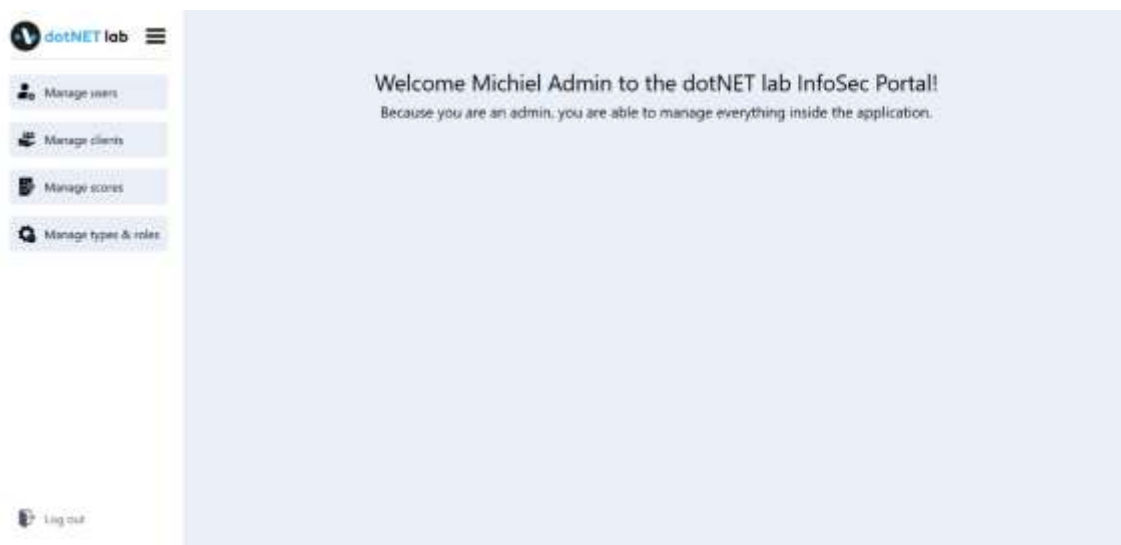 dotNET lab
Manage users
Manage clients
Manage scores
Manage types & roles
Log out
Welcome Michiel Admin to the dotNET lab InfoSec Portal!
Because you are an admin, you are able to manage everything inside the application.